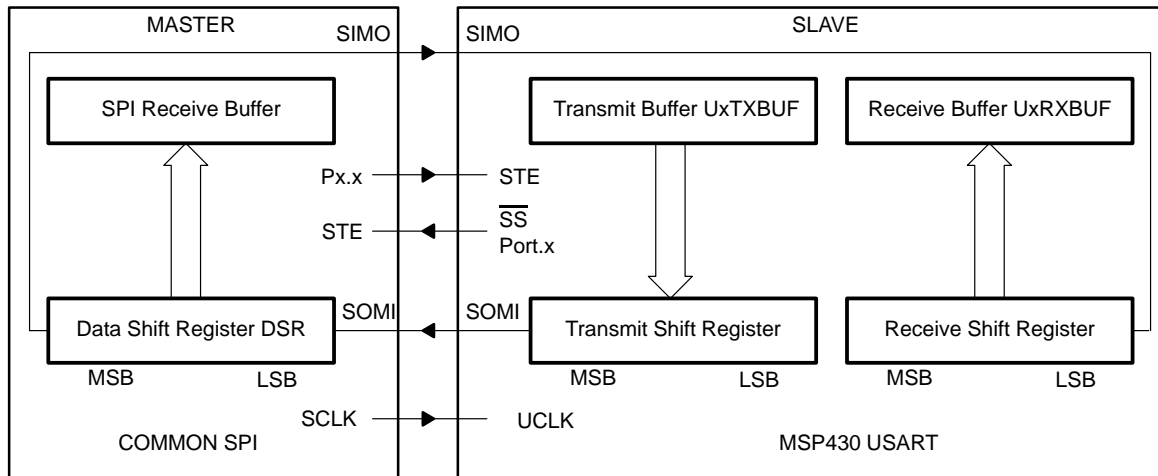 MASTER
SIMO
SPI Receive Buffer
Px.x
STE
Data Shift Register DSR
SOMI
MSB
LSB
SCLK
COMMON SPI
SLAVE
SIMO
Transmit Buffer UxTXBUF
Receive Buffer UxRXBUF
STE
SS
Port.x
SOMI
Transmit Shift Register
Receive Shift Register
MSB
LSB
MSB
LSB
UCLK
MSP430 USART